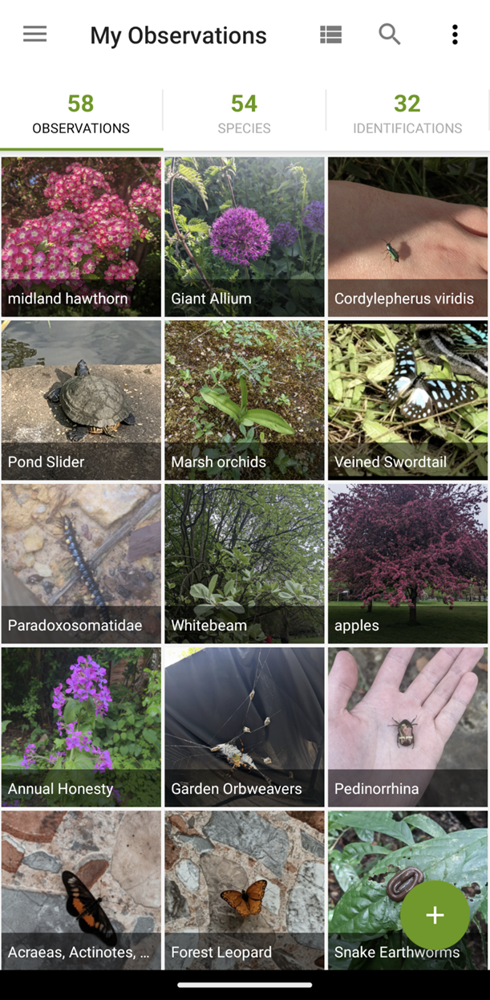 My Observations
58
OBSERVATIONS
54
SPECIES
32
IDENTIFICATIONS
midland hawthorn
Giant Allium
Cordylepherus viridis
Pond Slider
Marsh orchids
Veined Swordtail
Paradoxosomatidae
Whitebeam
apples
Annual Honesty
Garden Orbweavers
Pedinorrhina
Acraeas, Actinotes, ...
Forest Leopard
Snake Earthworms
+